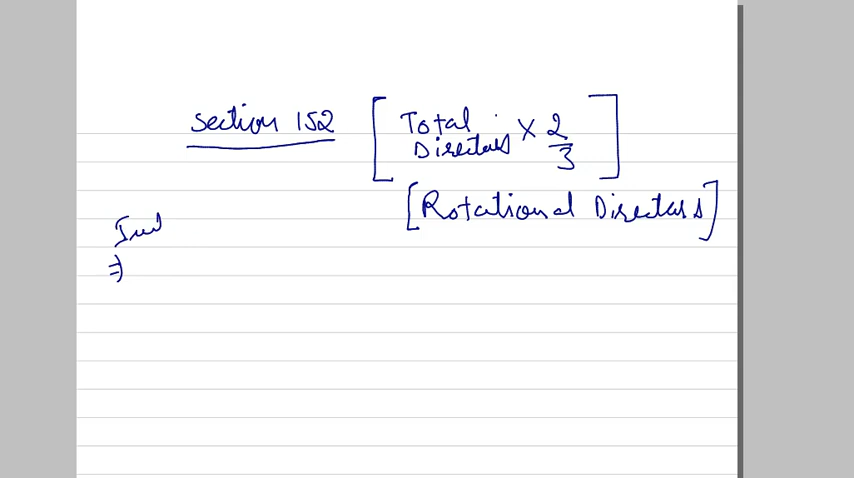 Section 152 [Total Directors × 2/3]
[Rotational Directors]
⇒